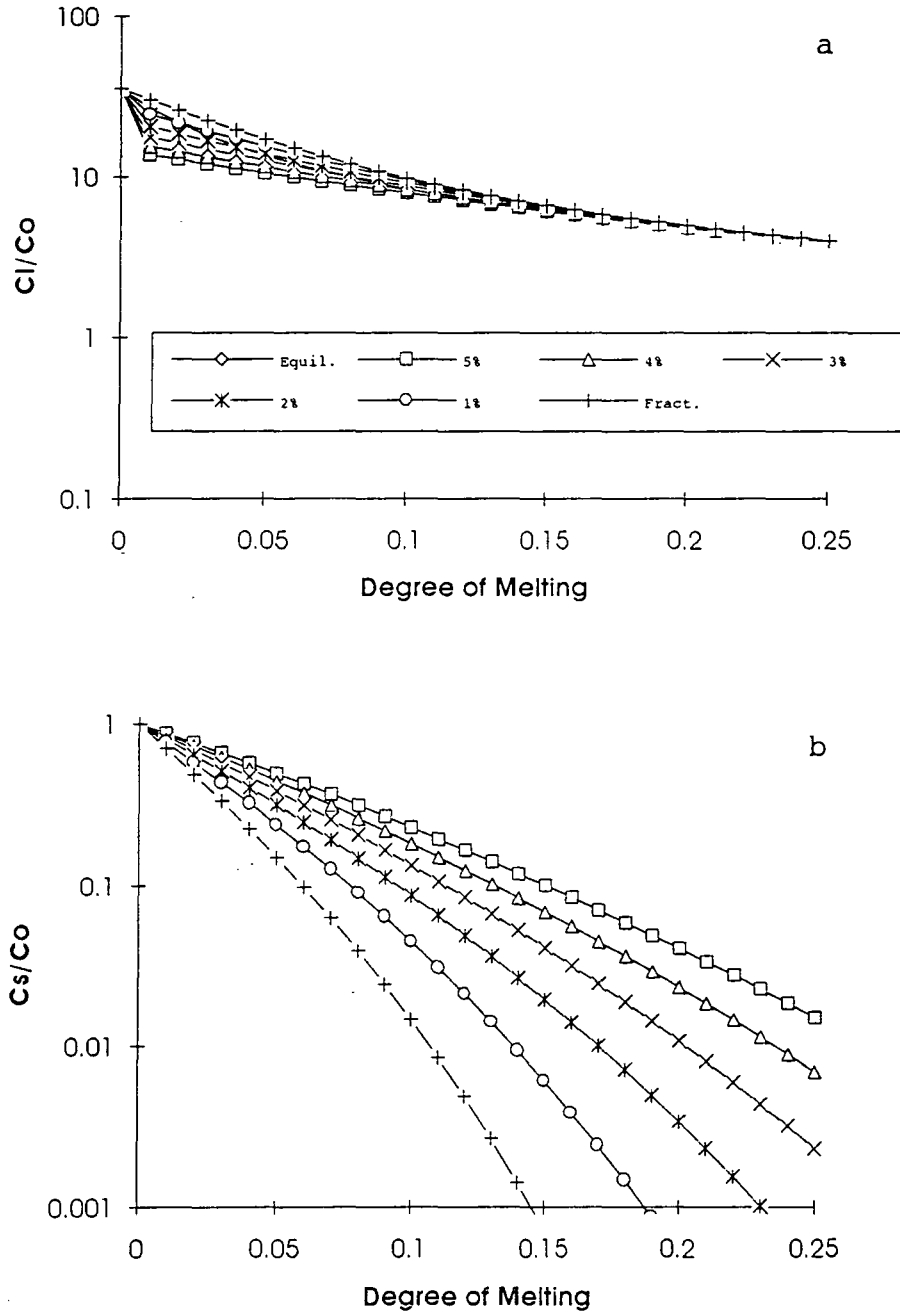 a
100
10
1
0.1
Cl/Co
Equil. 5% 4% 3%
2% 1% Fract.
0 0.05 0.1 0.15 0.2 0.25
Degree of Melting
b
1
0.1
0.01
0.001
Cs/Co
0 0.05 0.1 0.15 0.2 0.25
Degree of Melting